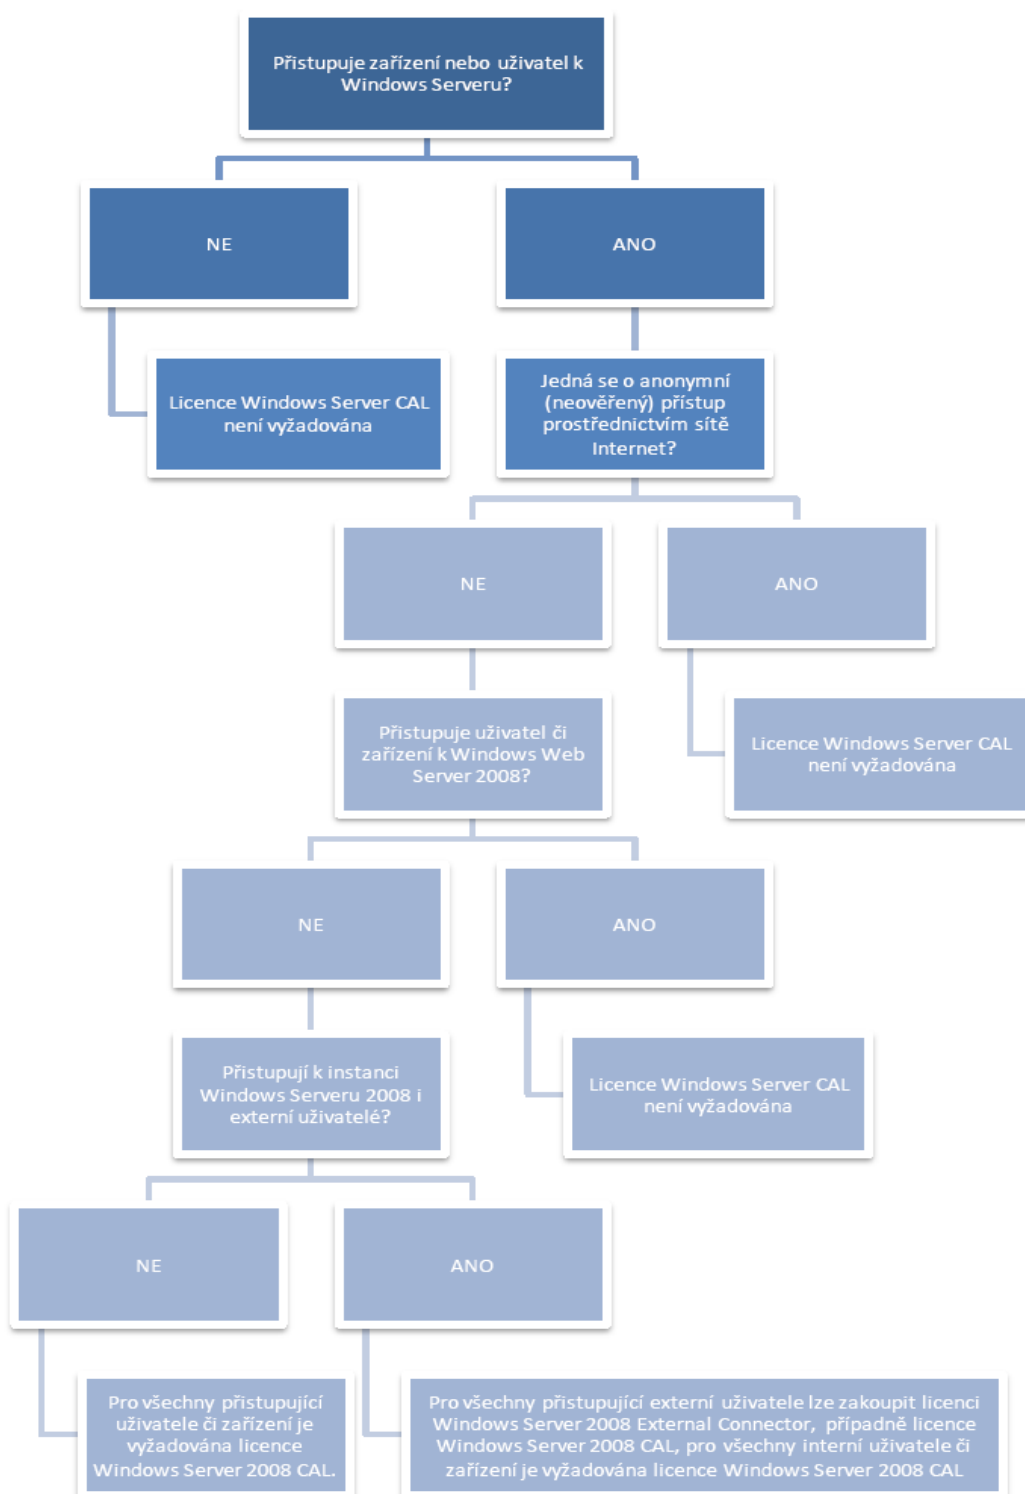 Přistupuje zařízení nebo uživatel k
Windows Serveru?
NE
ANO
Licence Windows Server CAL
není vyžadována
Jedná se o anonymní
(neověřený) přístup
prostřednictvím sítě
Internet?
NE
ANO
Přistupuje uživatel či
zařízení k Windows Web
Server 2008?
Licence Windows Server CAL
není vyžadována
NE
ANO
Přistupují k instanci
Windows Serveru 2008 i
externí uživatelé?
Licence Windows Server CAL
není vyžadována
NE
ANO
Pro všechny přistupující
uživatele či zařízení je
vyžadována licence
Windows Server 2008 CAL.
Pro všechny přistupující externí uživatele lze zakoupit licenci
Windows Server 2008 External Connector, případně licence
Windows Server 2008 CAL, pro všechny interní uživatele či
zařízení je vyžadována licence Windows Server 2008 CAL